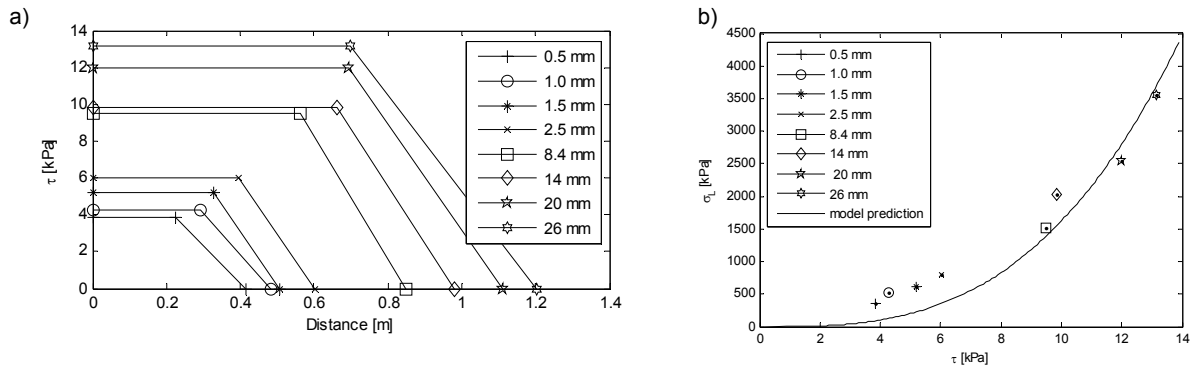 a)
14
12
10
8
6
4
2
0
τ [kPa]
0 0.2 0.4 0.6 0.8 1 1.2 1.4
Distance [m]
0.5 mm
1.0 mm
1.5 mm
2.5 mm
8.4 mm
14 mm
20 mm
26 mm
b)
4500
4000
3500
3000
2500
2000
1500
1000
500
0
σL [kPa]
0 2 4 6 8 10 12 14
τ [kPa]
0.5 mm
1.0 mm
1.5 mm
2.5 mm
8.4 mm
14 mm
20 mm
26 mm
model prediction